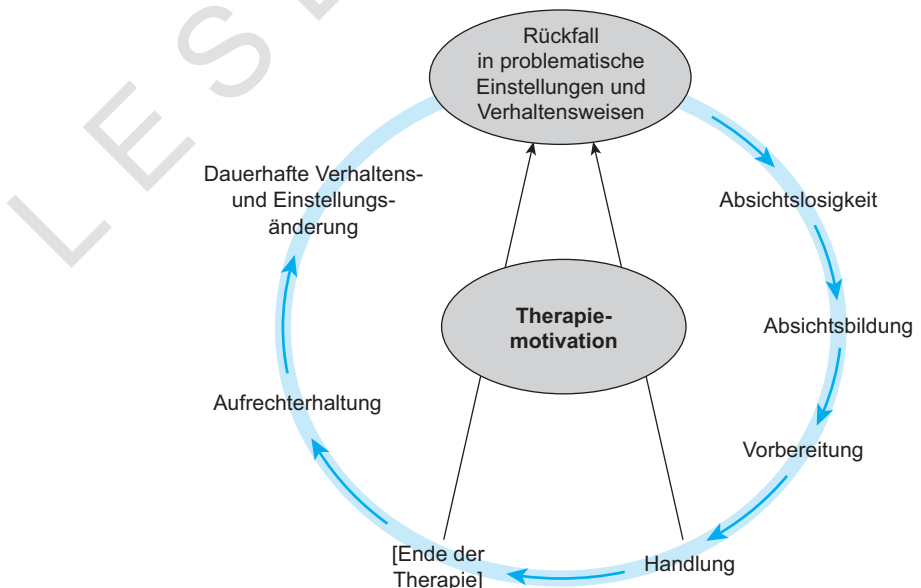 LES
Rückfall
in problematische
Einstellungen und
Verhaltensweisen
Absichtslosigkeit
Absichtsbildung
Vorbereitung
Handlung
[Ende der
Therapie]
Aufrechterhaltung
Dauerhafte Verhaltens-
und Einstellungs-
änderung
Therapie-
motivation